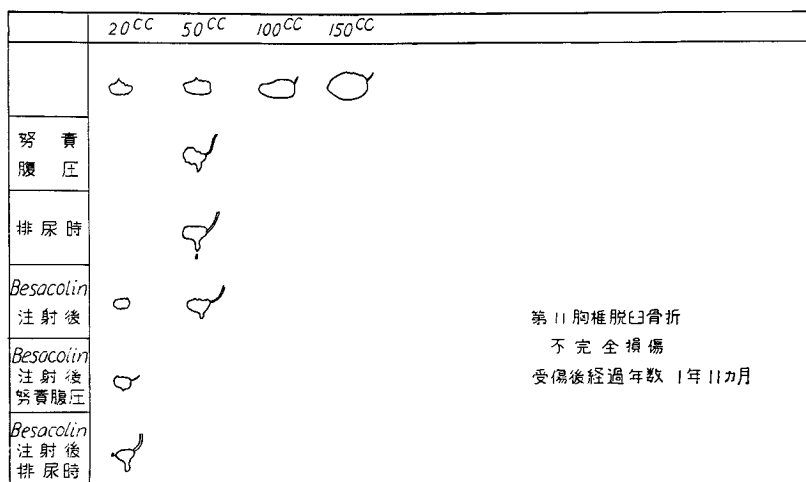 20CC 50CC 100CC 150CC
努責
腹圧
排尿時
Besacolin
注射後
Besacolin
注射後
努責腹圧
Besacolin
注射後
排尿時
第11胸椎脱臼骨折
不完全損傷
受傷後経過年数 1年11カ月